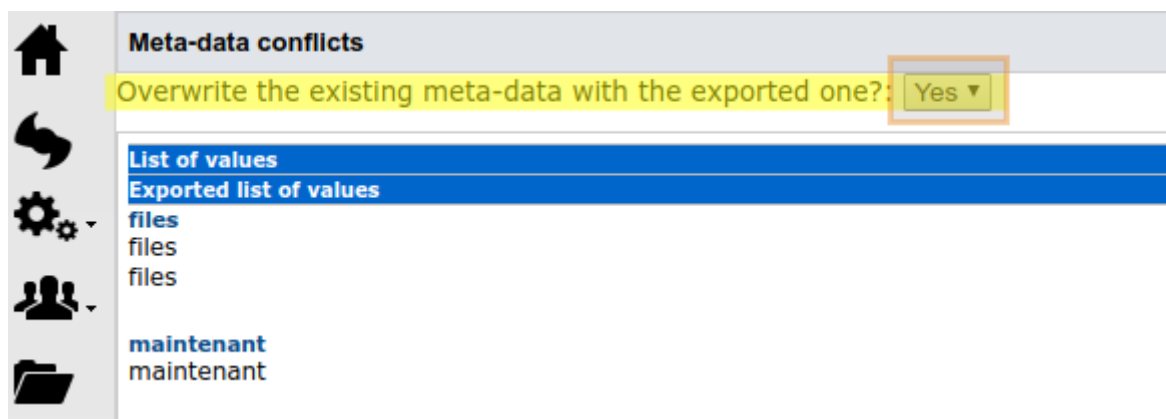 Meta-data conflicts
Overwrite the existing meta-data with the exported one?: Yes
List of values
Exported list of values
files
files
files
maintenant
maintenant